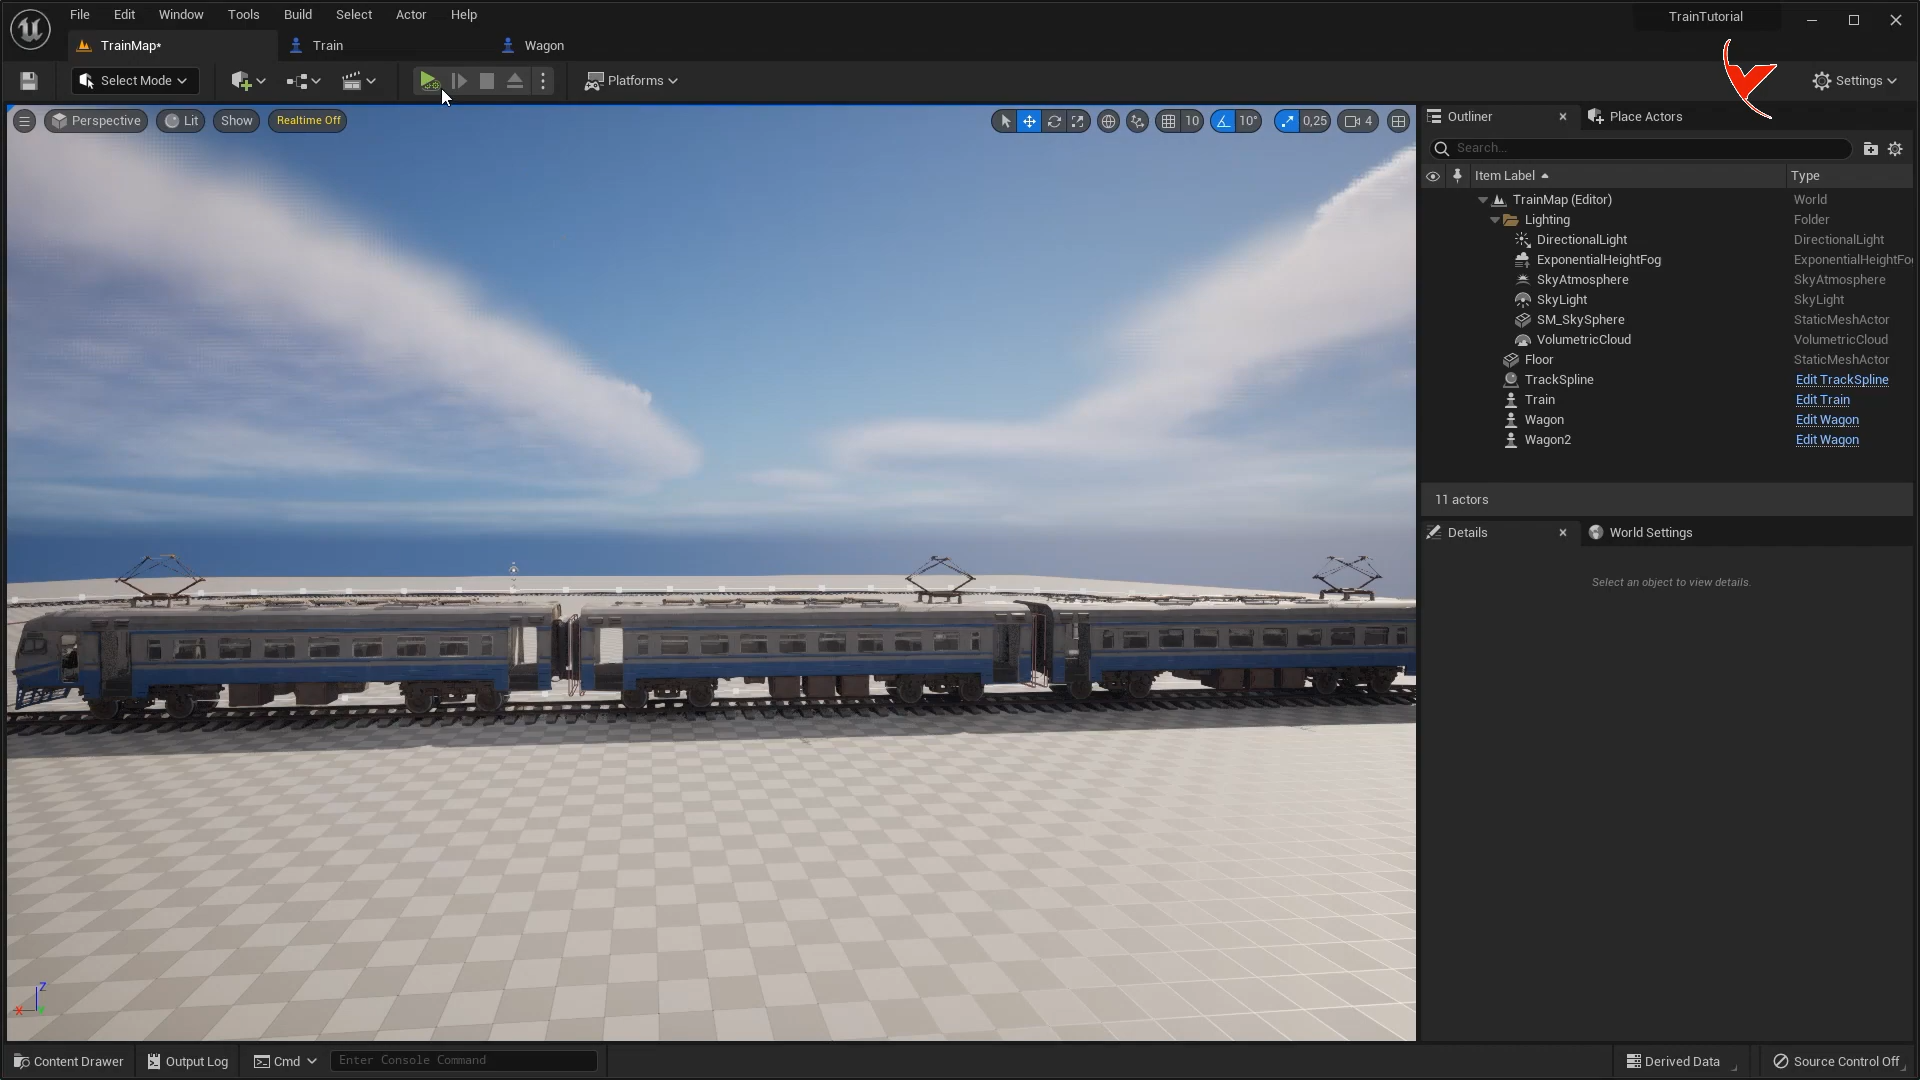 File Edit Window Tools Build Select Actor Help
TrainTutorial
TrainMap*
Train
Wagon
Select Mode
Platforms
Settings
Perspective
Lit
Show
Realtime Off
10
10°
0,25
4
Outliner
Place Actors
Search...
Item Label
Type
TrainMap (Editor) World
Lighting Folder
DirectionalLight DirectionalLight
ExponentialHeightFog ExponentialHeightFo
SkyAtmosphere SkyAtmosphere
SkyLight SkyLight
SM_SkySphere StaticMeshActor
VolumetricCloud VolumetricCloud
Floor StaticMeshActor
TrackSpline Edit TrackSpline
Train Edit Train
Wagon Edit Wagon
Wagon2 Edit Wagon
11 actors
Details
World Settings
Select an object to view details.
Z
X
Content Drawer
Output Log
Cmd
Enter Console Command
Derived Data
Source Control Off